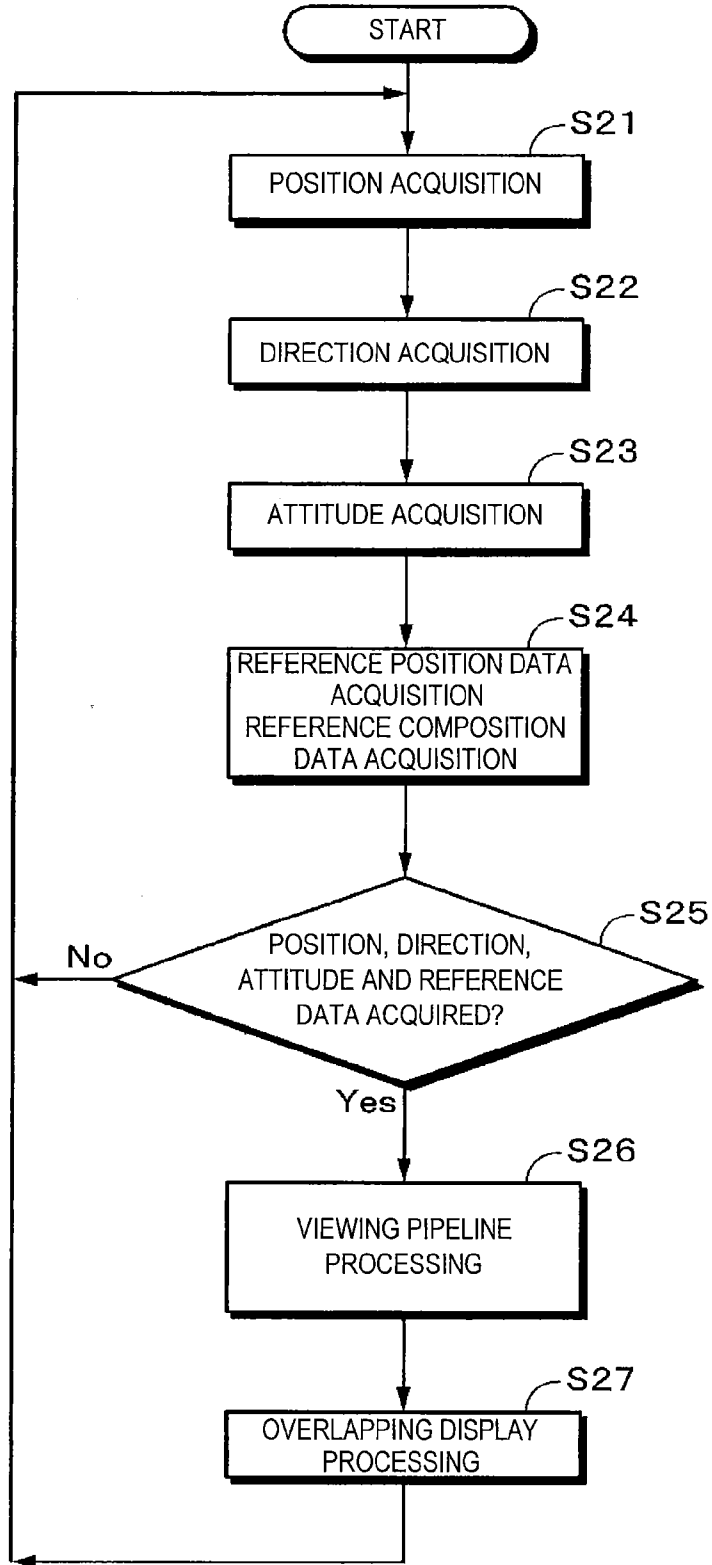 START
S21
POSITION ACQUISITION
S22
DIRECTION ACQUISITION
S23
ATTITUDE ACQUISITION
S24
REFERENCE POSITION DATA
ACQUISITION
REFERENCE COMPOSITION
DATA ACQUISITION
S25
No
POSITION, DIRECTION,
ATTITUDE AND REFERENCE
DATA ACQUIRED?
Yes
S26
VIEWING PIPELINE
PROCESSING
S27
OVERLAPPING DISPLAY
PROCESSING